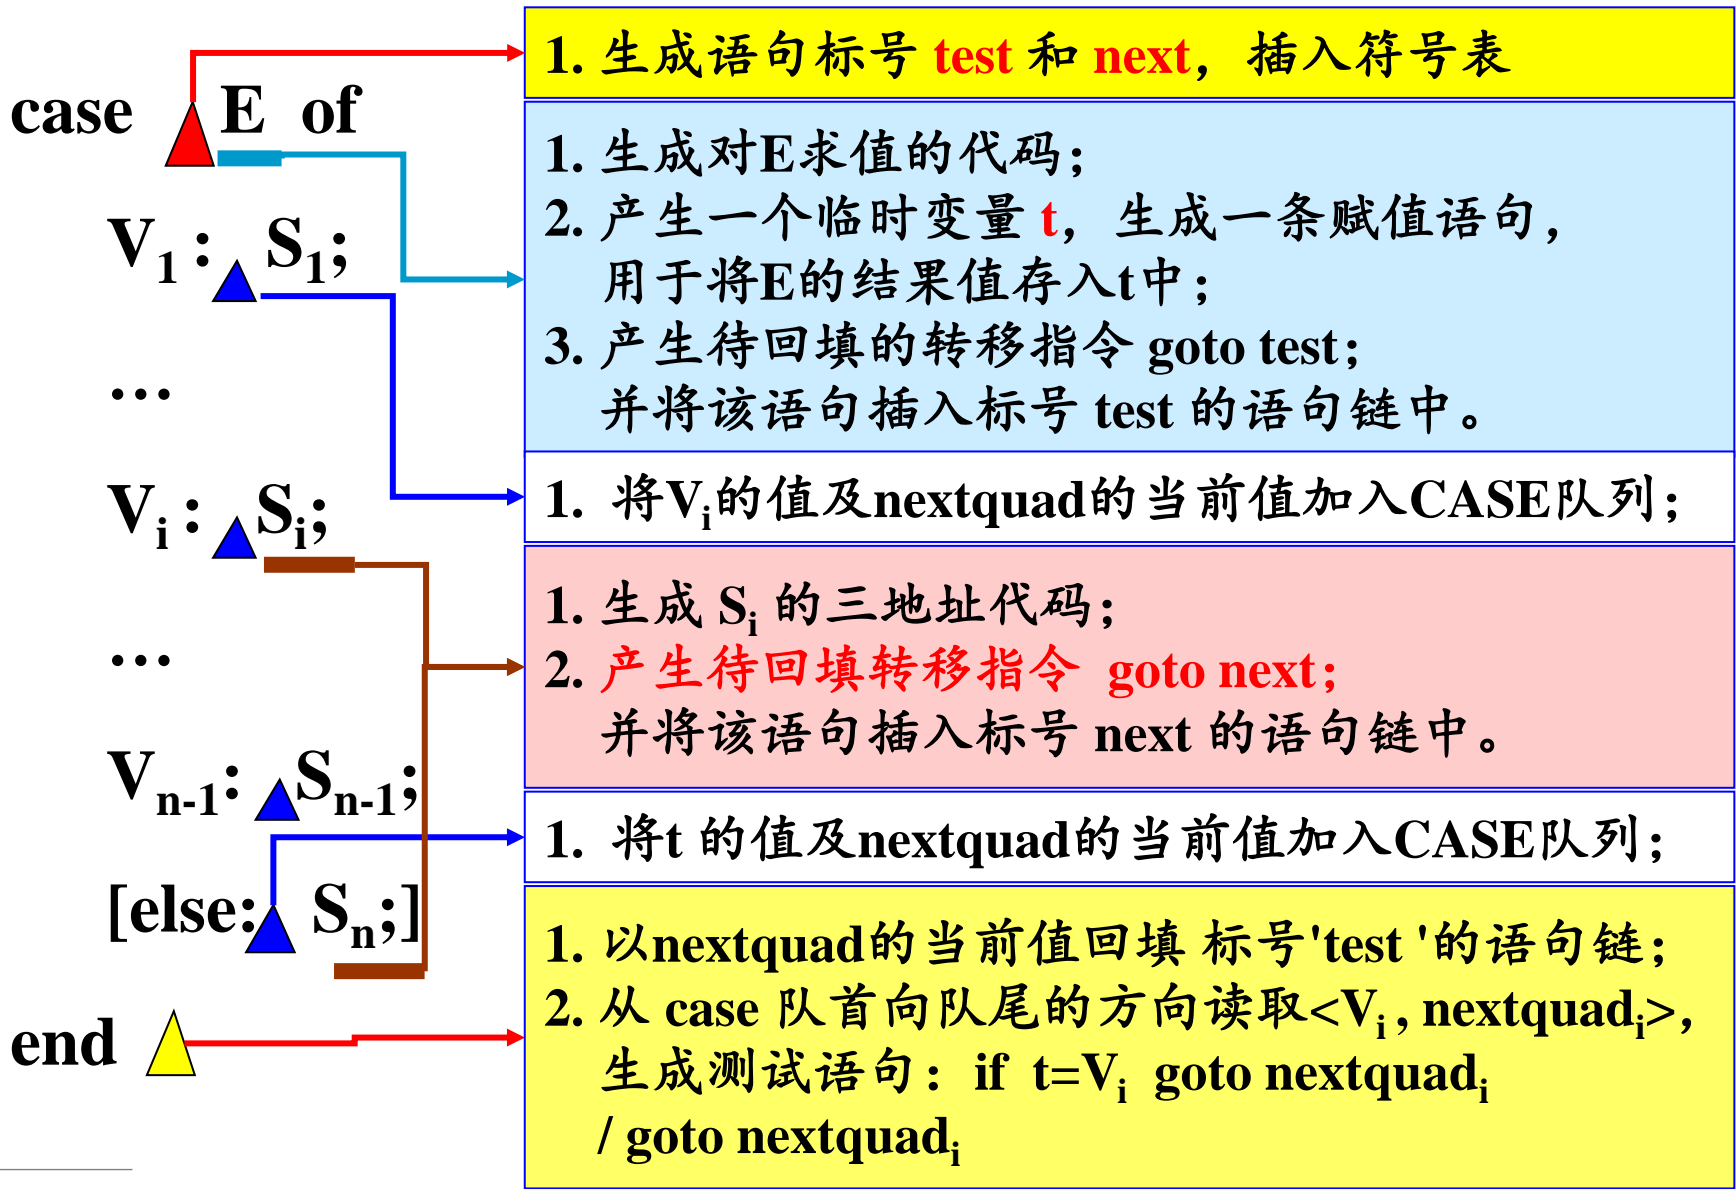 case E of
V1 : S1;
…
Vi : Si;
…
Vn-1: Sn-1;
[else: Sn;]
end
1. 生成语句标号 test 和 next，插入符号表
1. 生成对E求值的代码；
2. 产生一个临时变量 t，生成一条赋值语句，
用于将E的结果值存入t中；
3. 产生待回填的转移指令 goto test；
并将该语句插入标号 test 的语句链中。
1. 将Vi的值及nextquad的当前值加入CASE队列；
1. 生成 Si 的三地址代码；
2. 产生待回填转移指令 goto next；
并将该语句插入标号 next 的语句链中。
1. 将t 的值及nextquad的当前值加入CASE队列；
1. 以nextquad的当前值回填 标号'test '的语句链；
2. 从 case 队首向队尾的方向读取<Vi , nextquadi>，
生成测试语句：if t=Vi goto nextquadi
/ goto nextquadi